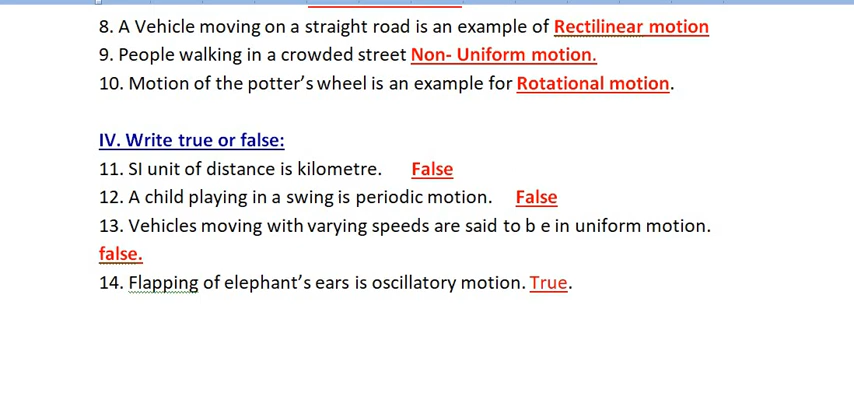 8. A Vehicle moving on a straight road is an example of Rectilinear motion
9. People walking in a crowded street Non- Uniform motion.
10. Motion of the potter's wheel is an example for Rotational motion.
IV. Write true or false:
11. SI unit of distance is kilometre. False
12. A child playing in a swing is periodic motion. False
13. Vehicles moving with varying speeds are said to b e in uniform motion.
false.
14. Flapping of elephant's ears is oscillatory motion. True.